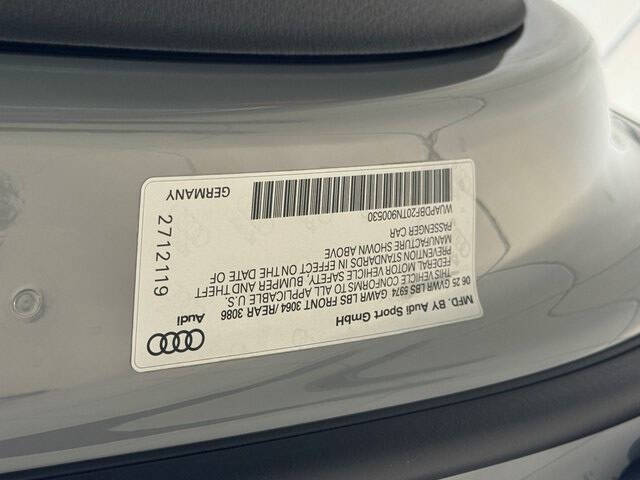 MFD. BY Audi Sport GmbH
06 25 GVWR LBS 5974 GAWR LBS FRONT 3064 /REAR 3086
THIS VEHICLE CONFORMS TO ALL APPLICABLE U.S.
FEDERAL MOTOR VEHICLE SAFETY, BUMPER AND THEFT
PREVENTION STANDARDS IN EFFECT ON THE DATE OF
MANUFACTURE SHOWN ABOVE
PASSENGER CAR
WUAPDBF20TN900530
Audi
2712119
GERMANY